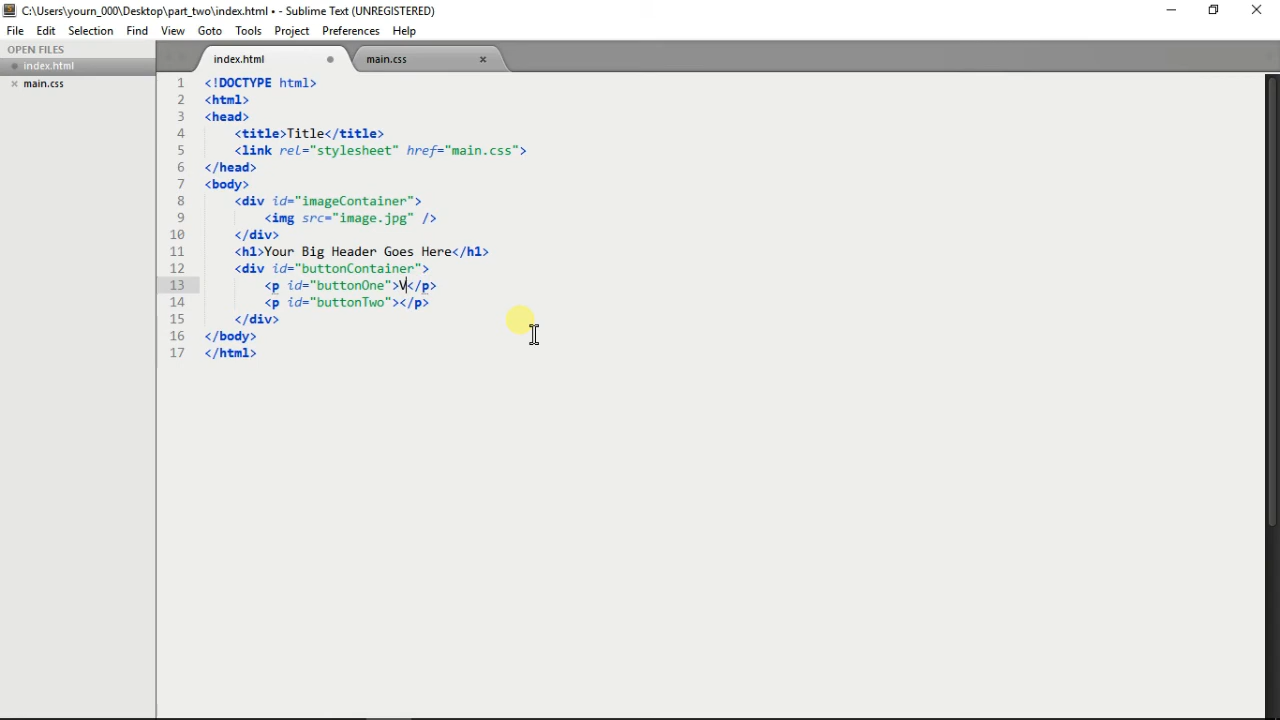 C:\Users\yourn_000\Desktop\part_two\index.html • - Sublime Text (UNREGISTERED)
File Edit Selection Find View Goto Tools Project Preferences Help
OPEN FILES
index.html
main.css
index.html main.css
1 <!DOCTYPE html>
2 <html>
3 <head>
4 <title>Title</title>
5 <link rel="stylesheet" href="main.css">
6 </head>
7 <body>
8 <div id="imageContainer">
9 <img src="image.jpg" />
10 </div>
11 <h1>Your Big Header Goes Here</h1>
12 <div id="buttonContainer">
13 <p id="buttonOne">V</p>
14 <p id="buttonTwo"></p>
15 </div>
16 </body>
17 </html>